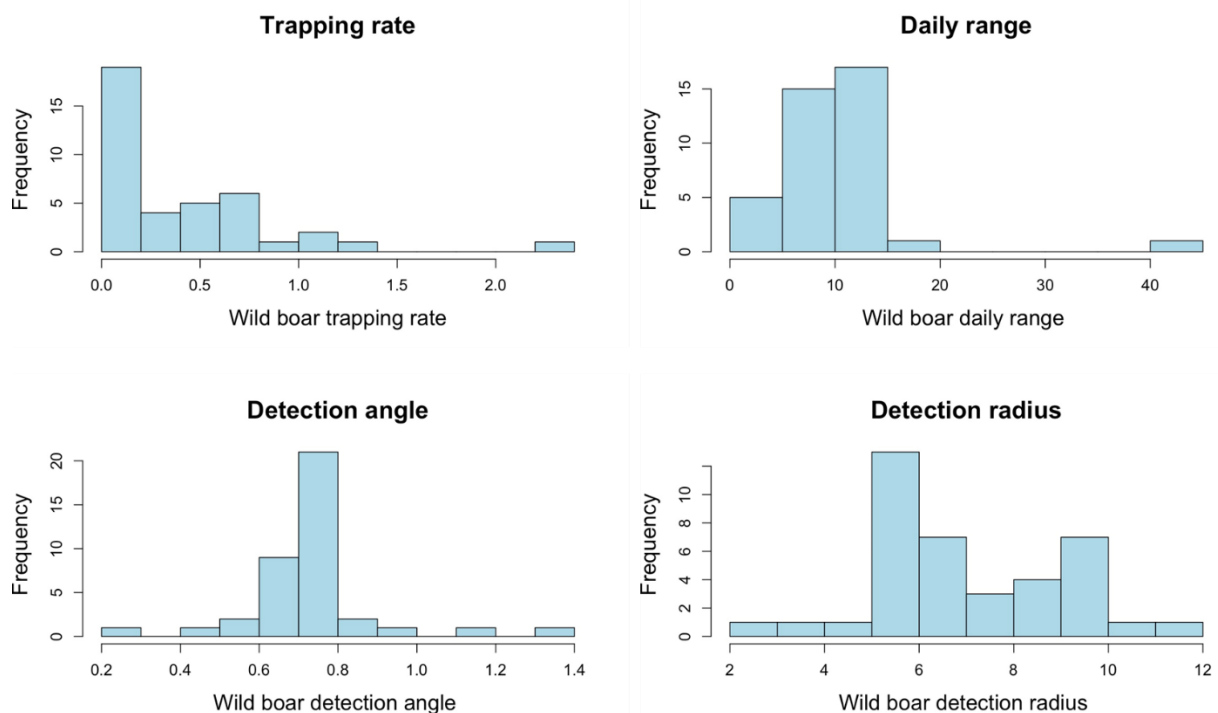 Trapping rate
Frequency
15
10
5
0
0.0 0.5 1.0 1.5 2.0
Wild boar trapping rate
Daily range
Frequency
15
10
5
0
0 10 20 30 40
Wild boar daily range
Detection angle
Frequency
20
15
10
5
0
0.2 0.4 0.6 0.8 1.0 1.2 1.4
Wild boar detection angle
Detection radius
Frequency
10
8
6
4
2
0
2 4 6 8 10 12
Wild boar detection radius